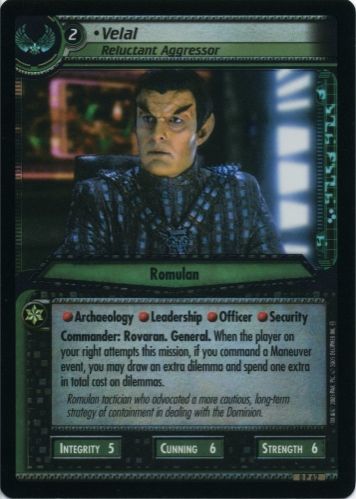 2 •Velal
Reluctant Aggressor
Romulan
Archaeology Leadership Officer Security
Commander: Rovaran. General. When the player
on your right attempts this mission, if you command a Maneuver
event, you may draw an extra dilemma and spend one
extra in total cost on dilemmas.
Romulan tactician who advocated a more cautious, long-term
strategy of containment in dealing with the Dominion.
INTEGRITY 5 CUNNING 6 STRENGTH 6
0 P 62